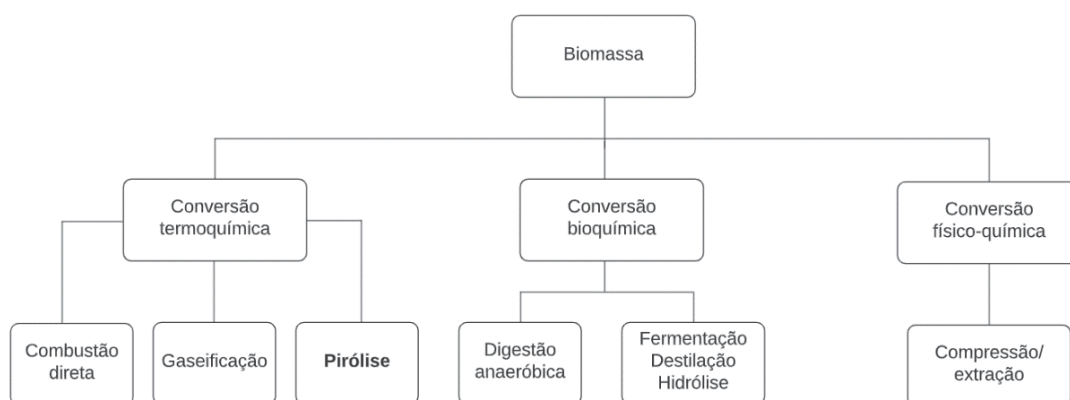 Biomassa
Conversão
termoquímica
Conversão
bioquímica
Conversão
físico-química
Combustão
direta
Gaseificação
Pirólise
Digestão
anaeróbica
Fermentação
Destilação
Hidrólise
Compressão/
extração